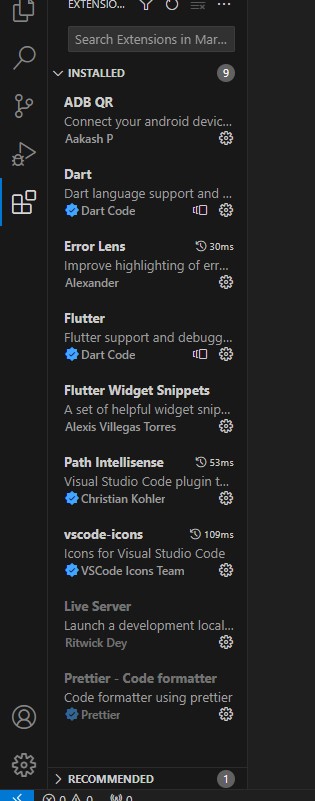 EXTENSIO...
Search Extensions in Mar...
INSTALLED 9
ADB QR
Connect your android devic...
Aakash P
Dart
Dart language support and ...
Dart Code
Error Lens 30ms
Improve highlighting of err...
Alexander
Flutter
Flutter support and debugg...
Dart Code
Flutter Widget Snippets
A set of helpful widget snip...
Alexis Villegas Torres
Path Intellisense 53ms
Visual Studio Code plugin t...
Christian Kohler
vscode-icons 109ms
Icons for Visual Studio Code
VSCode Icons Team
Live Server
Launch a development local...
Ritwick Dey
Prettier - Code formatter
Code formatter using prettier
Prettier
RECOMMENDED 1
0 0 0